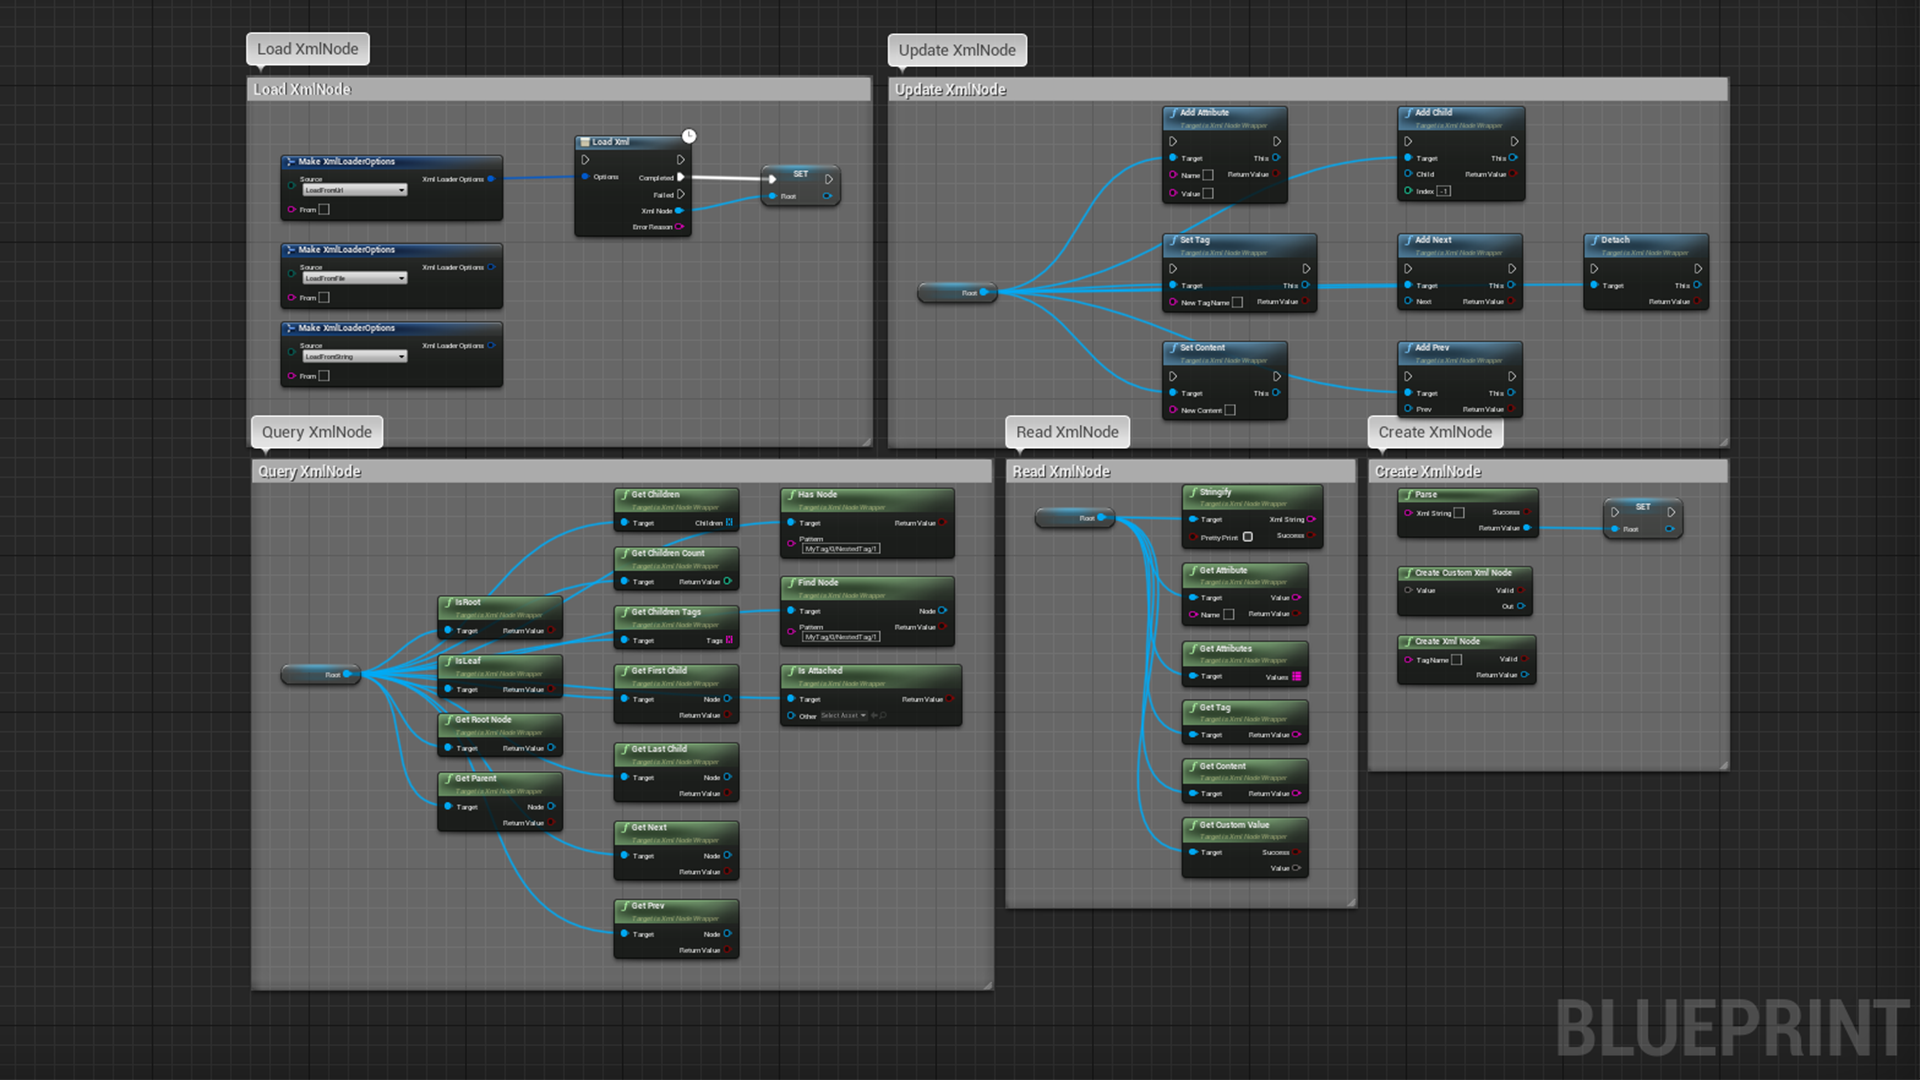 Load XmlNode
Load XmlNode
Make XmlLoaderOptions
Source
LoadFromUrl
Xml Loader Options
From
Make XmlLoaderOptions
Source
LoadFromFile
Xml Loader Options
From
Make XmlLoaderOptions
Source
LoadFromString
Xml Loader Options
From
Load Xml
Options
Completed
Failed
Xml Node
Error Reason
SET
Root
Update XmlNode
Update XmlNode
Root
Add Attribute
Target is Xml Node Wrapper
Target This
Name Return Value
Value
Set Tag
Target is Xml Node Wrapper
Target This
New Tag Name Return Value
Set Content
Target is Xml Node Wrapper
Target This
New Content
Add Child
Target is Xml Node Wrapper
Target This
Child Return Value
Index -1
Add Next
Target is Xml Node Wrapper
Target This
Next Return Value
Add Prev
Target is Xml Node Wrapper
Target This
Prev Return Value
Detach
Target is Xml Node Wrapper
Target This
Return Value
Query XmlNode
Query XmlNode
Root
IsRoot
Target is Xml Node Wrapper
Target Return Value
IsLeaf
Target is Xml Node Wrapper
Target Return Value
Get Root Node
Target is Xml Node Wrapper
Target Return Value
Get Parent
Target is Xml Node Wrapper
Target Node
Return Value
Get Children
Target is Xml Node Wrapper
Target Children
Get Children Count
Target is Xml Node Wrapper
Target Return Value
Get Children Tags
Target is Xml Node Wrapper
Target Tags
Get First Child
Target is Xml Node Wrapper
Target Node
Return Value
Get Last Child
Target is Xml Node Wrapper
Target Node
Return Value
Get Next
Target is Xml Node Wrapper
Target Node
Return Value
Get Prev
Target is Xml Node Wrapper
Target Node
Return Value
Has Node
Target is Xml Node Wrapper
Target Return Value
Pattern
MyTag/0/NestedTag/1
Find Node
Target is Xml Node Wrapper
Target Node
Return Value
Pattern
MyTag/0/NestedTag/1
Is Attached
Target is Xml Node Wrapper
Target Return Value
Other Select Asset
Read XmlNode
Read XmlNode
Root
Stringify
Target is Xml Node Wrapper
Target Xml String
Pretty Print Success
Get Attribute
Target is Xml Node Wrapper
Target Value
Name Return Value
Get Attributes
Target is Xml Node Wrapper
Target Values
Get Tag
Target is Xml Node Wrapper
Target Return Value
Get Content
Target is Xml Node Wrapper
Target Return Value
Get Custom Value
Target is Xml Node Wrapper
Target Success
Value
Create XmlNode
Create XmlNode
Parse
Xml String Success
Return Value
SET
Root
Create Custom Xml Node
Value Valid
Out
Create Xml Node
Tag Name Valid
Return Value
BLUEPRINT